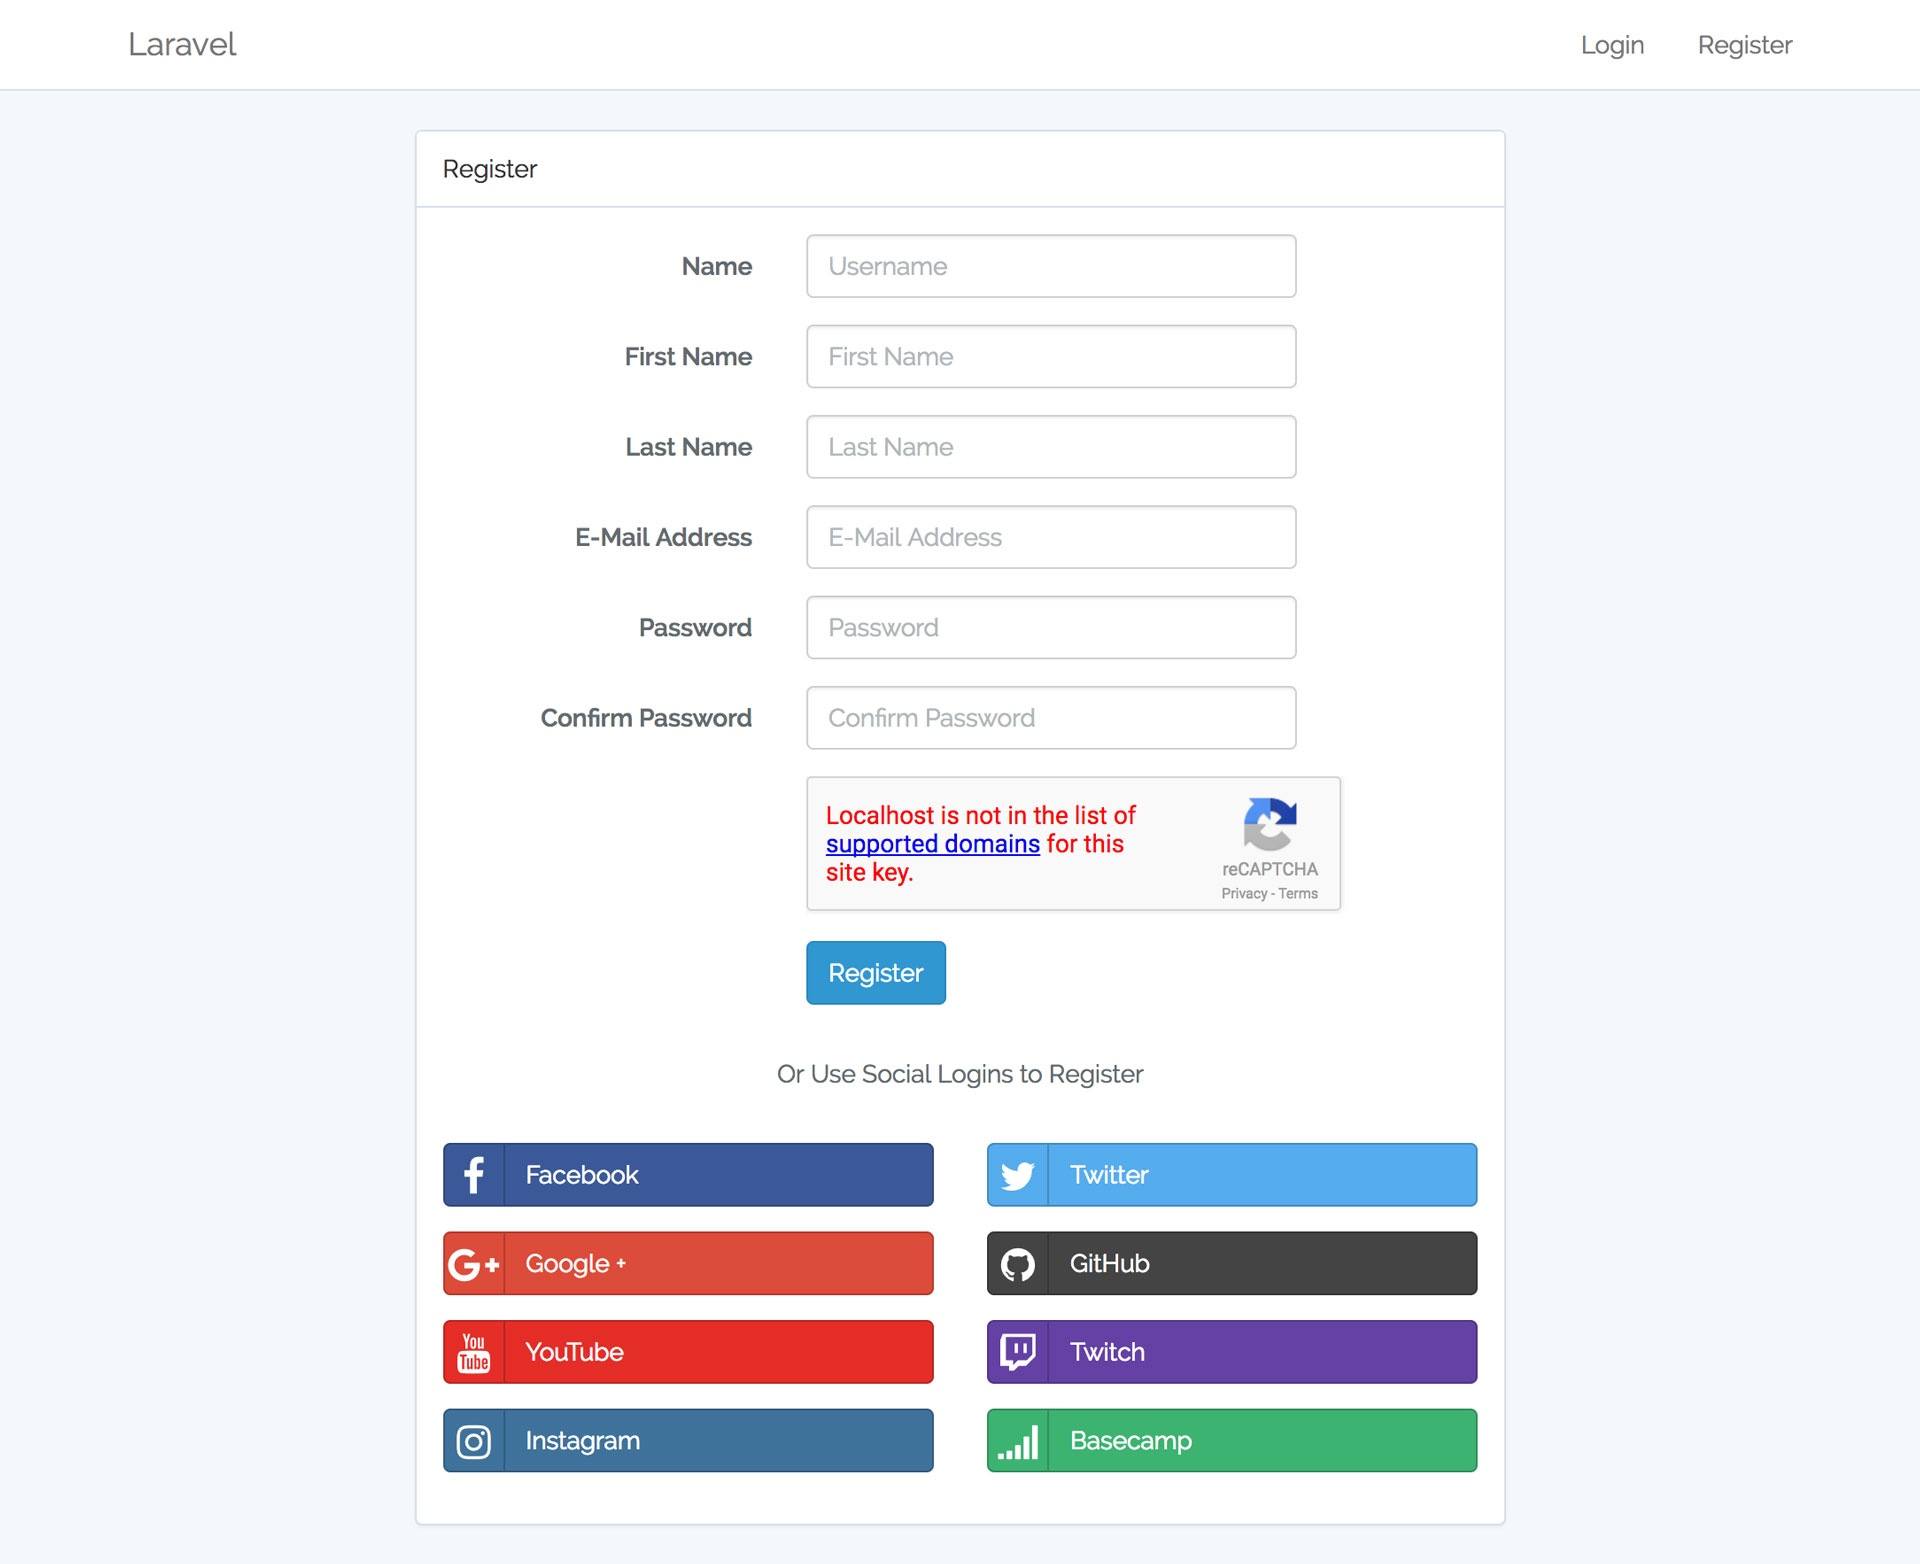 Laravel
Login
Register
Register
Name
Username
First Name
First Name
Last Name
Last Name
E-Mail Address
E-Mail Address
Password
Password
Confirm Password
Confirm Password
Localhost is not in the list of
supported domains for this
site key.
reCAPTCHA
Privacy - Terms
Register
Or Use Social Logins to Register
Facebook
Twitter
G+
Google +
GitHub
You
Tube
YouTube
Twitch
Instagram
Basecamp